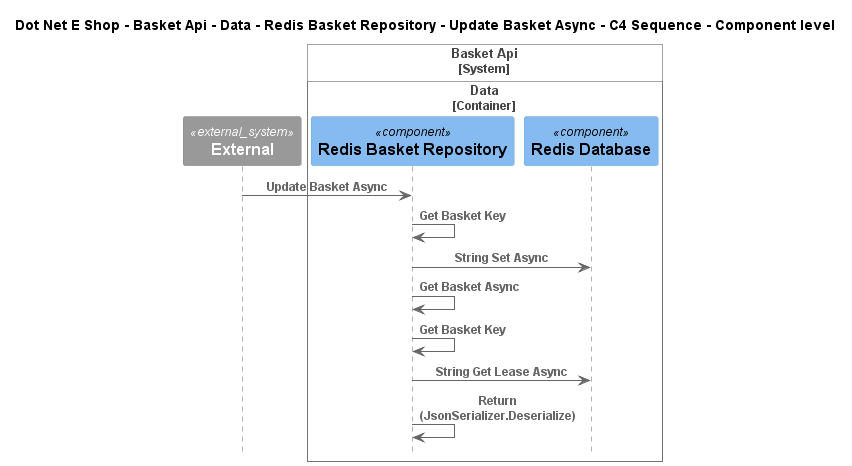 Dot Net E Shop - Basket Api - Data - Redis Basket Repository - Update Basket Async - C4 Sequence - Component level
Basket Api
[System]
Data
[Container]
«external_system»
External
«component»
Redis Basket Repository
«component»
Redis Database
Update Basket Async
Get Basket Key
String Set Async
Get Basket Async
Get Basket Key
String Get Lease Async
Return
(JsonSerializer.Deserialize)